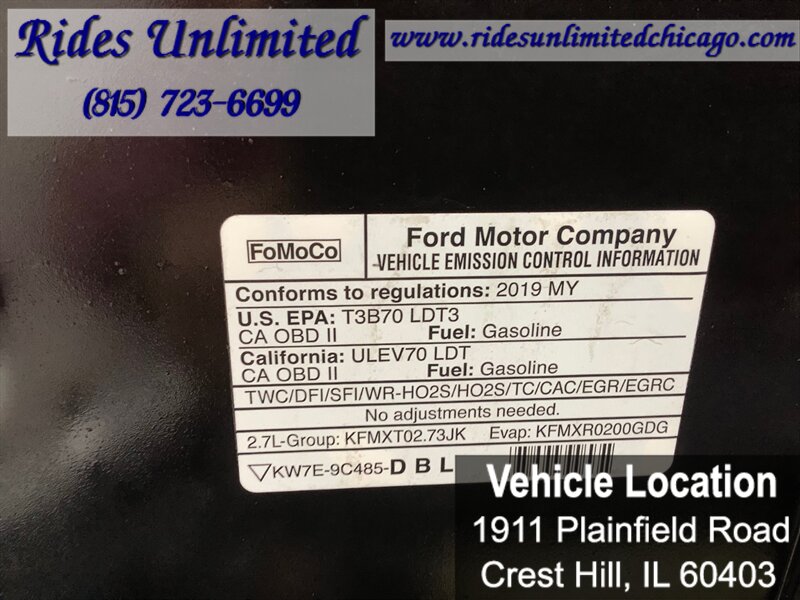 Rides Unlimited
(815) 723-6699
www.ridesunlimitedchicago.com
FoMoCo
Ford Motor Company
VEHICLE EMISSION CONTROL INFORMATION
Conforms to regulations: 2019 MY
U.S. EPA: T3B70 LDT3
CA OBD II Fuel: Gasoline
California: ULEV70 LDT
CA OBD II Fuel: Gasoline
TWC/DFI/SFI/WR-HO2S/HO2S/TC/CAC/EGR/EGRC
No adjustments needed.
2.7L-Group: KFMXT02.73JK Evap: KFMXR0200GDG
KW7E-9C485-D B L
Vehicle Location
1911 Plainfield Road
Crest Hill, IL 60403